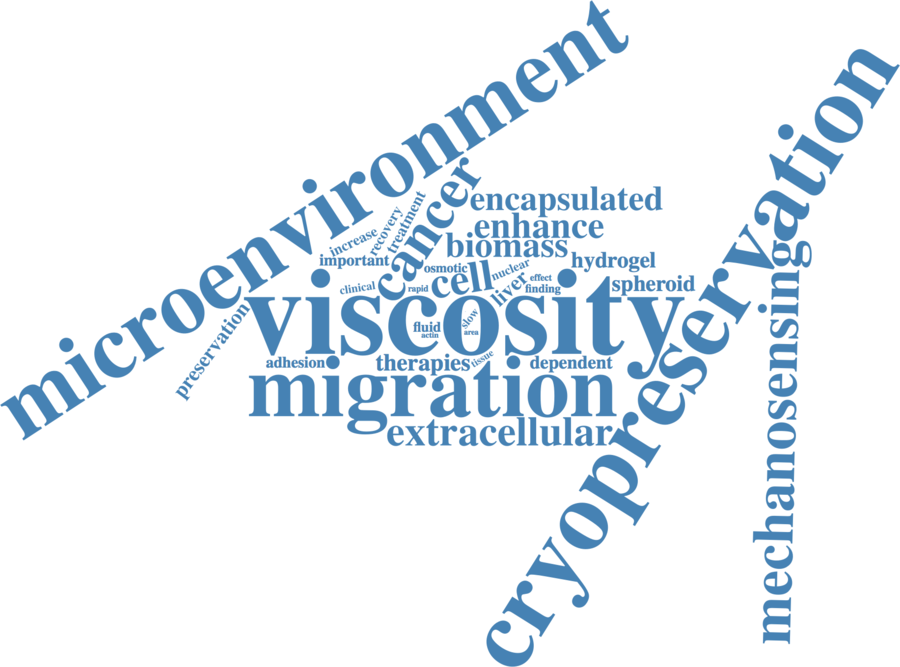 microenvironment
cryopreservation
mechanosensing
cancer
encapsulated
enhance
biomass
recovery
treatment
increase
important
osmotic
nuclear
hydrogel
cell
liver
effect
finding
spheroid
clinical
rapid
viscosity
preservation
fluid
actin
slow
area
adhesion
therapies
tissue
dependent
migration
extracellular